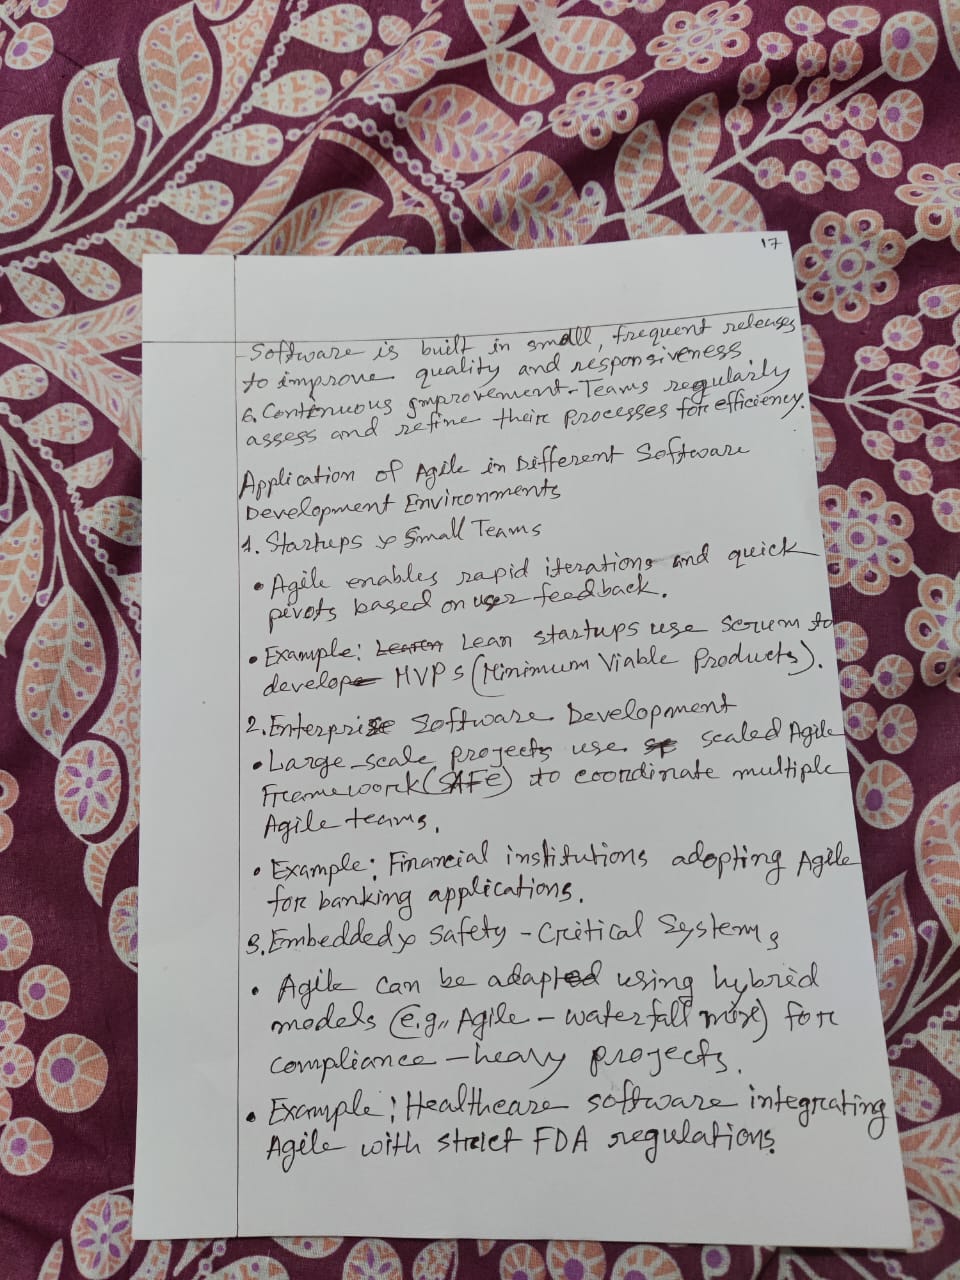 17
Software is built in small, frequent releases
to improve quality and responsiveness.
6. Continuous Improvement - Teams regularly
assess and refine their processes for efficiency.
Application of Agile in Different Software
Development Environments
1. Startups & Small Teams
• Agile enables rapid iterations and quick
pivots based on user feedback.
• Example: Lean startups use Scrum to
develop MVPs (Minimum Viable Products).
2. Enterprise Software Development
• Large-scale projects use scaled Agile
Framework (SAFe) to coordinate multiple
Agile teams.
• Example: Financial institutions adopting Agile
for banking applications.
3. Embedded & Safety - Critical Systems
• Agile can be adapted using hybrid
models (e.g., Agile - waterfall mix) for
compliance - heavy projects.
• Example: Healthcare software integrating
Agile with strict FDA regulations.